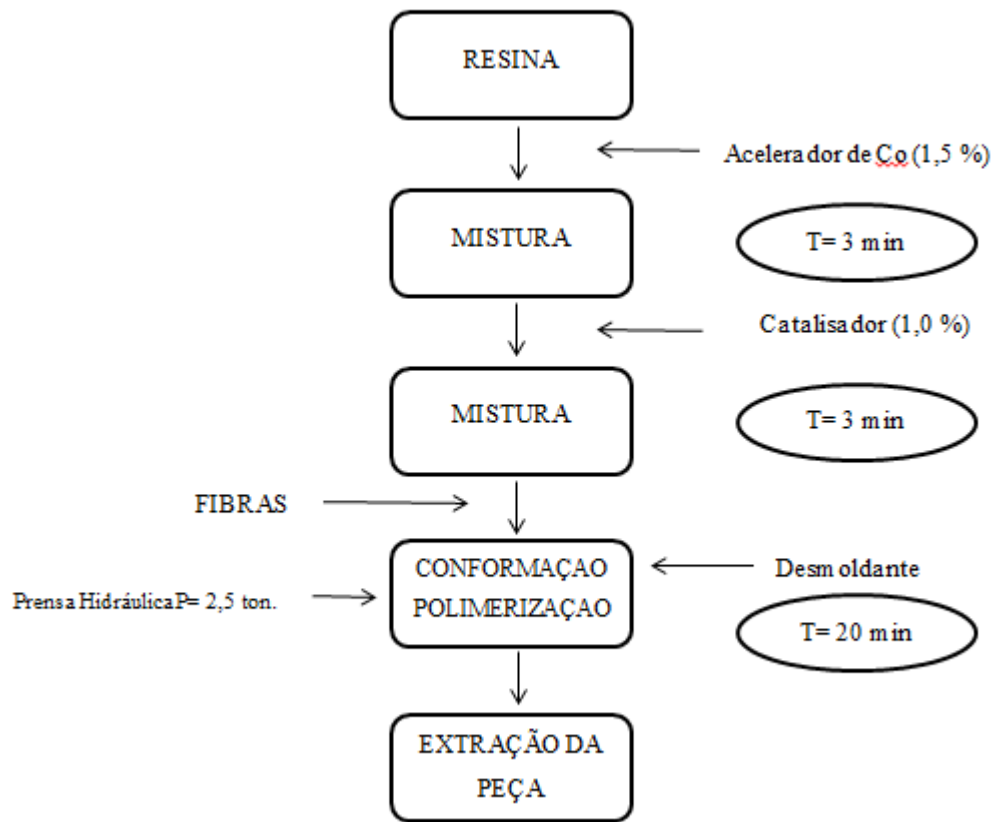 RESINA
Acelerador de Co (1,5 %)
MISTURA
T= 3 min
Catalisador (1,0 %)
MISTURA
T= 3 min
FIBRAS
CONFORMAÇAO
POLIMERIZAÇAO
Desmoldante
Prensa Hidráulica P= 2,5 ton.
T= 20 min
EXTRAÇÃO DA
PEÇA